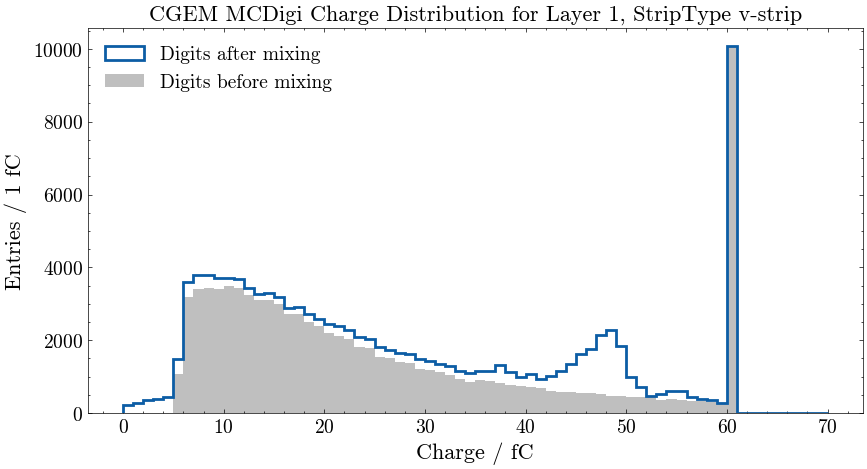 CGEM MCDigi Charge Distribution for Layer 1, StripType v-strip
Digits after mixing
Digits before mixing
Entries / 1 fC
10000
8000
6000
4000
2000
0
0 10 20 30 40 50 60 70
Charge / fC